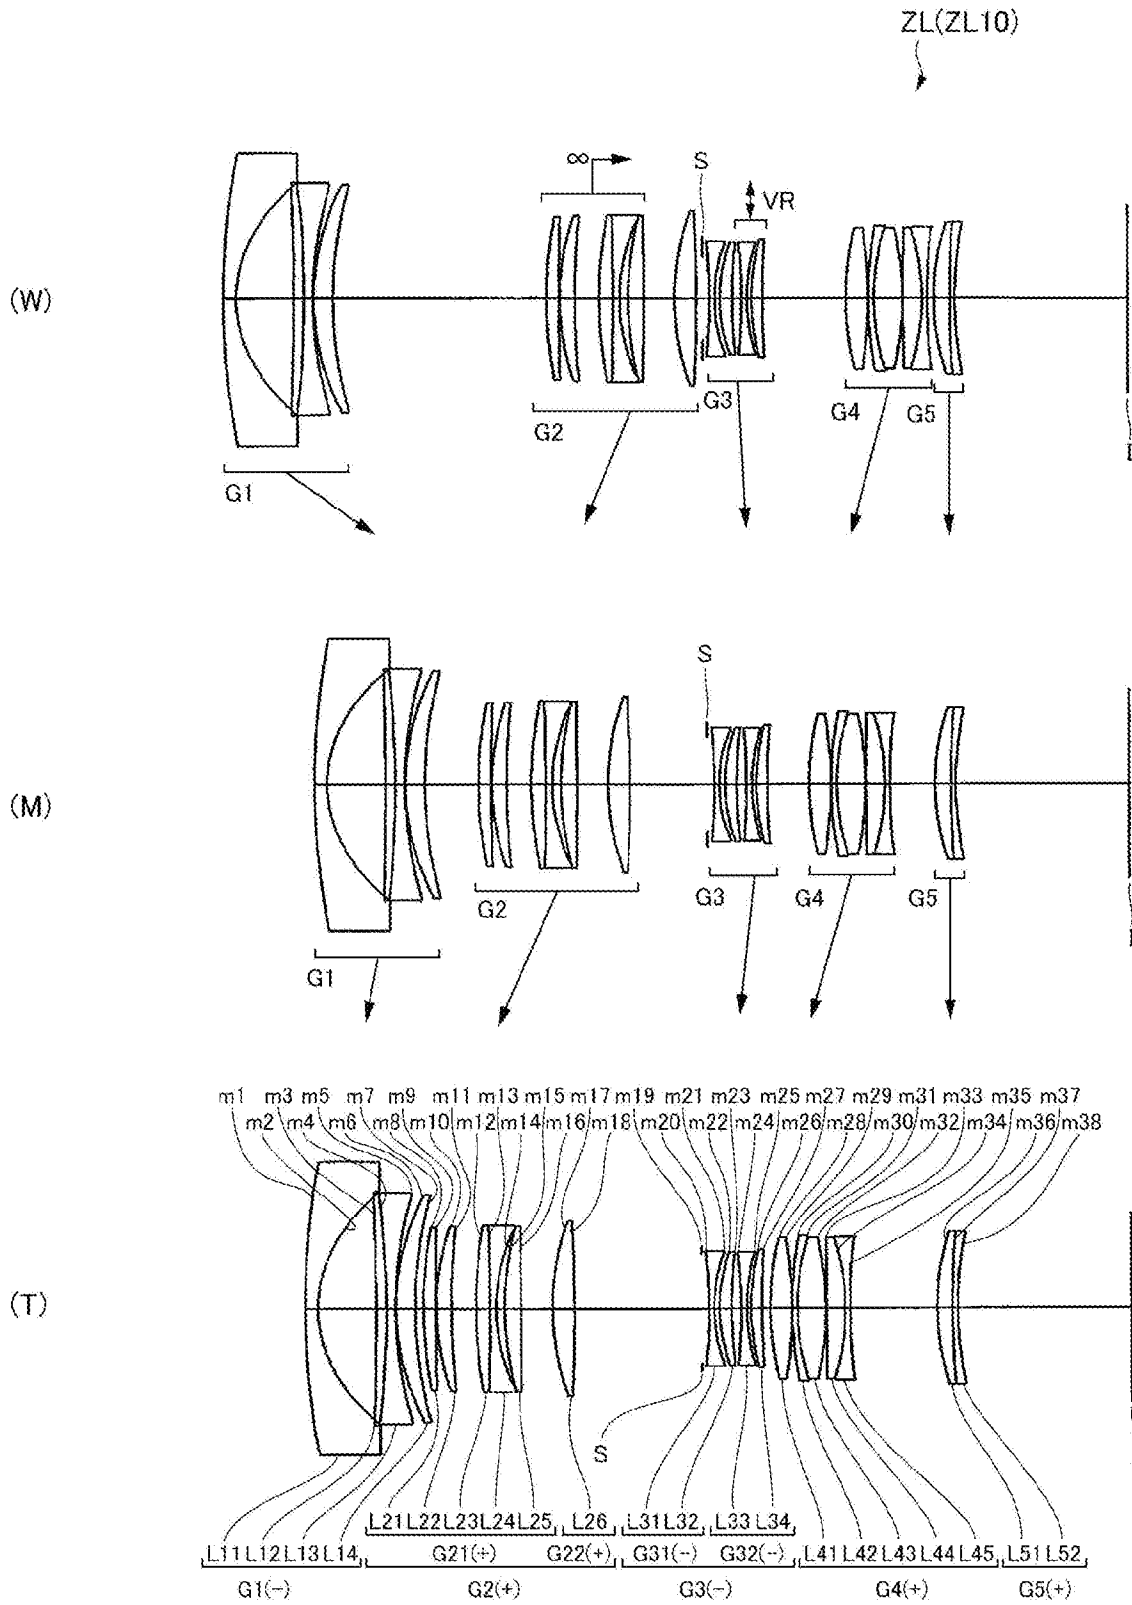 ZL(ZL10)
∞
S
VR
(W)
G3
G4
G5
G2
G1
S
(M)
G2
G3
G4
G5
G1
m1 m3 m5 m7 m9 m11 m13 m15 m17 m19 m21 m23 m25 m27 m29 m31 m33 m35 m37
m2 m4 m6 m8 m10 m12 m14 m16 m18 m20 m22 m24 m26 m28 m30 m32 m34 m36 m38
(T)
S
L21 L22 L23 L24 L25 L26 L31 L32 L33 L34
L11 L12 L13 L14 G21(+) G22(+) G31(-) G32(-) L41 L42 L43 L44 L45 L51 L52
G1(-) G2(+) G3(-) G4(+) G5(+)